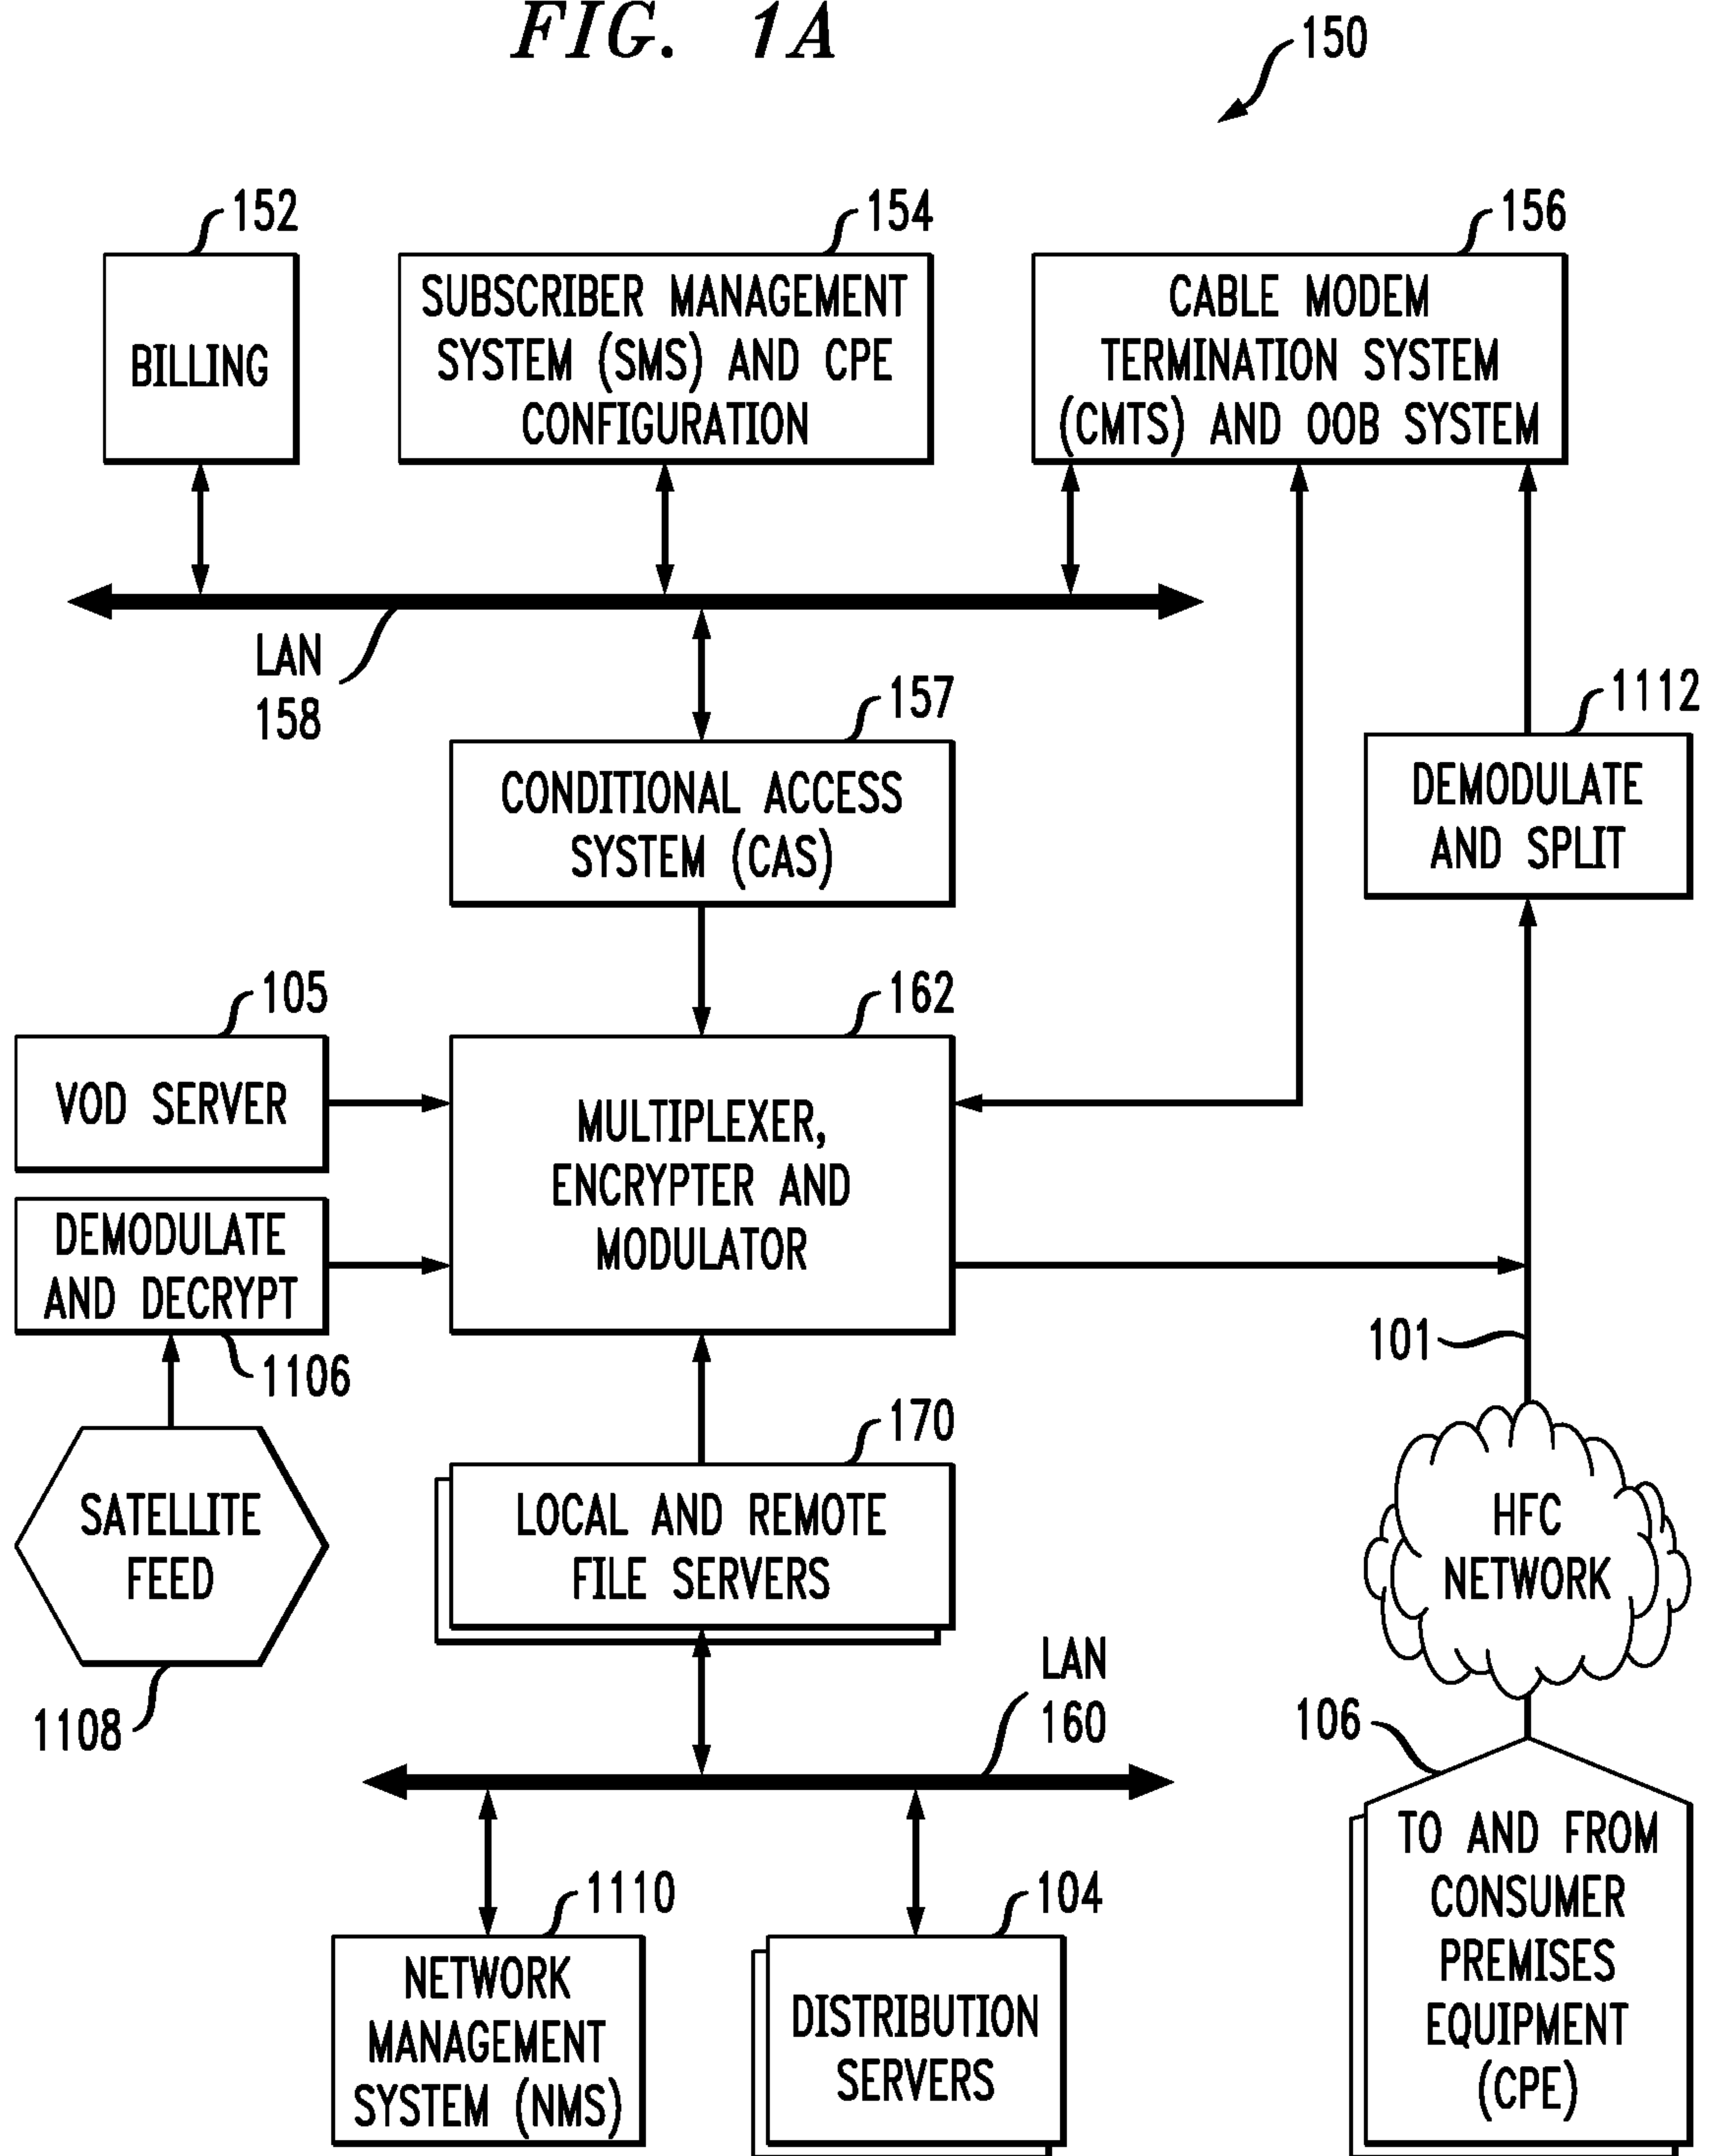 FIG. 1A
150
152
BILLING
154
SUBSCRIBER MANAGEMENT
SYSTEM (SMS) AND CPE
CONFIGURATION
156
CABLE MODEM
TERMINATION SYSTEM
(CMTS) AND OOB SYSTEM
LAN
158
157
CONDITIONAL ACCESS
SYSTEM (CAS)
1112
DEMODULATE
AND SPLIT
105
VOD SERVER
162
MULTIPLEXER,
ENCRYPTER AND
MODULATOR
DEMODULATE
AND DECRYPT
1106
101
SATELLITE
FEED
1108
170
LOCAL AND REMOTE
FILE SERVERS
HFC
NETWORK
LAN
160
106
TO AND FROM
CONSUMER
PREMISES
EQUIPMENT
(CPE)
1110
NETWORK
MANAGEMENT
SYSTEM (NMS)
104
DISTRIBUTION
SERVERS